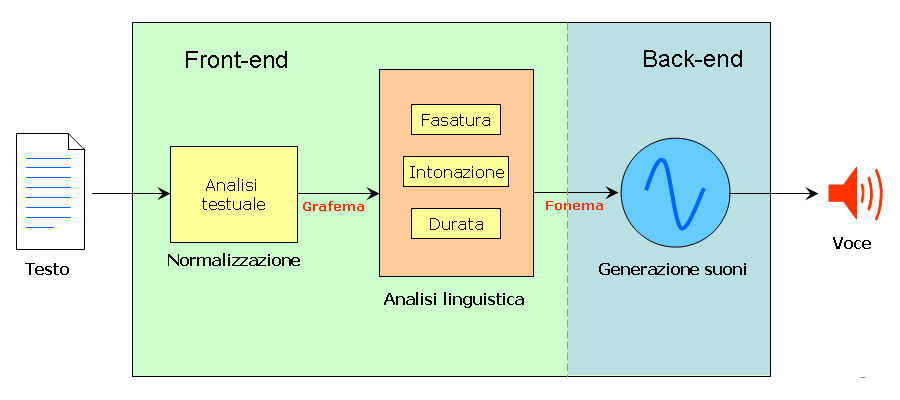 Front-end
Back-end
Testo
Analisi
testuale
Normalizzazione
Grafema
Fasatura
Intonazione
Durata
Analisi linguistica
Fonema
Generazione suoni
Voce